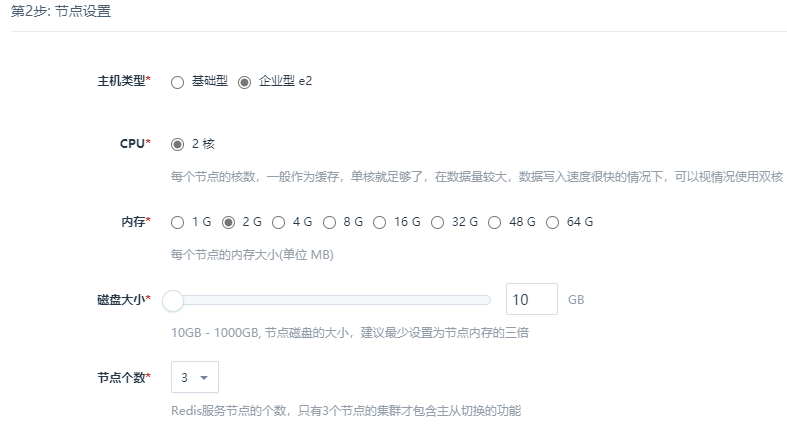 第2步: 节点设置
主机类型* 基础型 企业型 e2
CPU* 2 核
每个节点的核数，一般作为缓存，单核就足够了，在数据量较大，数据写入速度很快的情况下，可以视情况使用双核
内存* 1 G 2 G 4 G 8 G 16 G 32 G 48 G 64 G
每个节点的内存大小(单位 MB)
磁盘大小* 10 GB
10GB - 1000GB, 节点磁盘的大小，建议最少设置为节点内存的三倍
节点个数* 3
Redis服务节点的个数，只有3个节点的集群才包含主从切换的功能